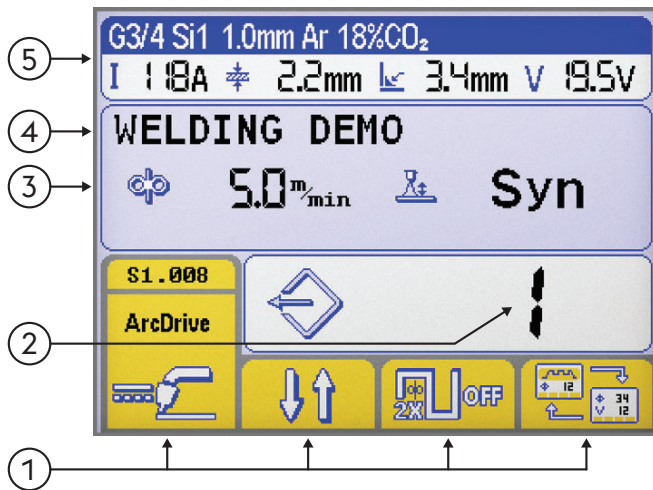 G3/4 Si1 1.0mm Ar 18%CO₂
I 118A 2.2mm 3.4mm V 19.5V
WELDING DEMO
5.0 m/min Syn
S1.008
ArcDrive
1
2X OFF
12 34
V 12
5
4
3
2
1